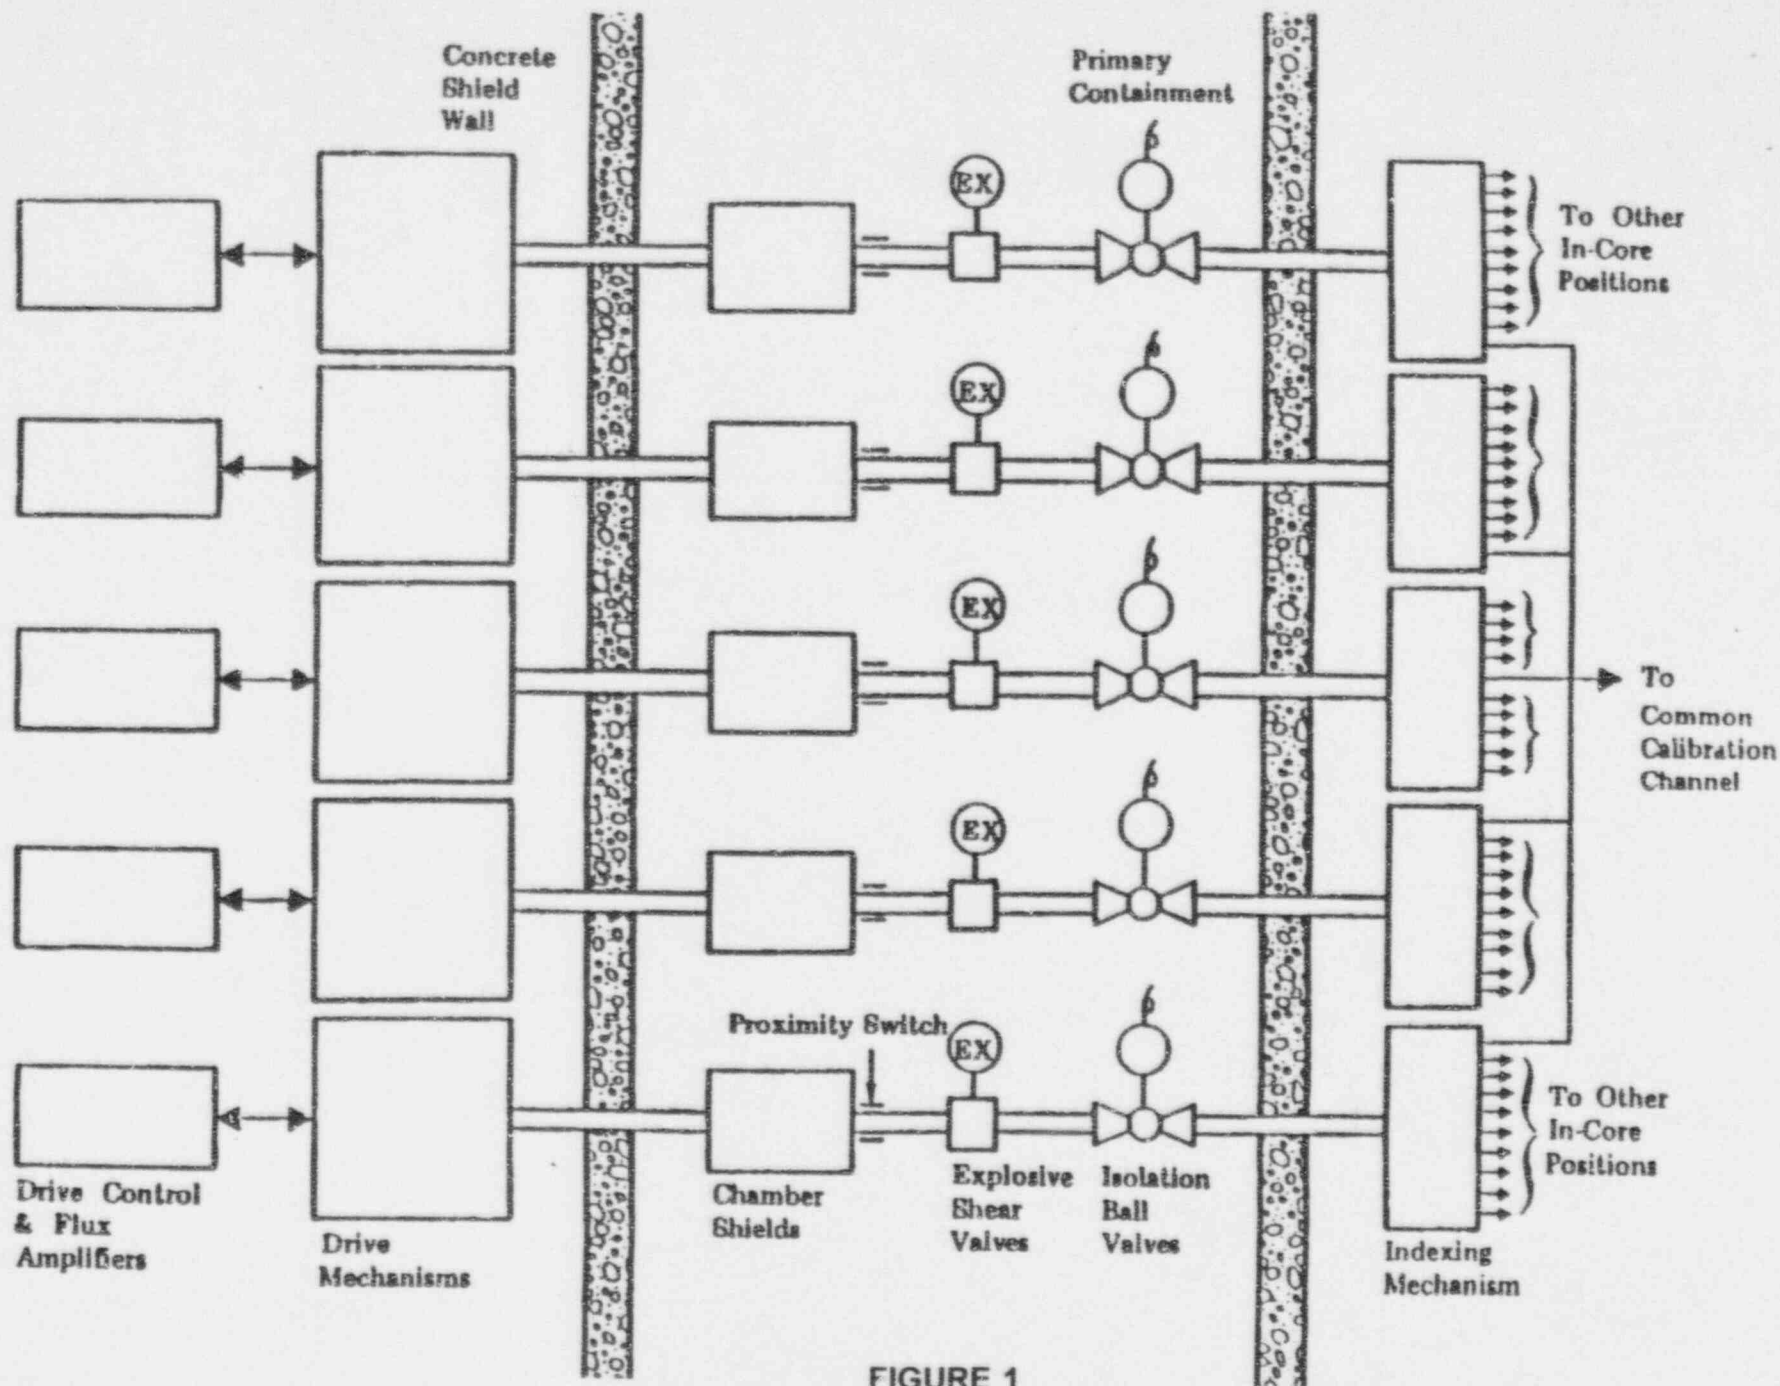 Concrete
Shield
Wall
Primary
Containment
EX
To Other
In-Core
Positions
EX
EX
To
Common
Calibration
Channel
EX
Proximity Switch
EX
To Other
In-Core
Positions
Drive Control
& Flux
Amplifiers
Drive
Mechanisms
Chamber
Shields
Explosive
Shear
Valves
Isolation
Ball
Valves
Indexing
Mechanism
FIGURE 1